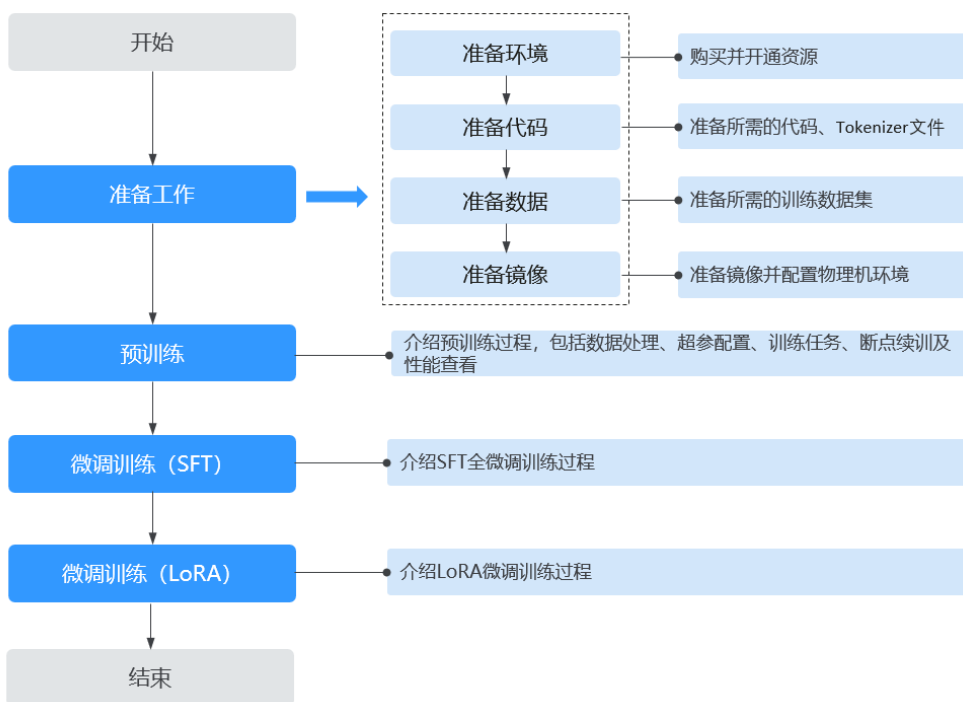 开始
准备环境
购买并开通资源
准备代码
准备所需的代码、Tokenizer文件
准备工作
准备数据
准备所需的训练数据集
准备镜像
准备镜像并配置物理机环境
预训练
介绍预训练过程，包括数据处理、超参配置、训练任务、断点续训及
性能查看
微调训练（SFT）
介绍SFT全微调训练过程
微调训练（LoRA）
介绍LoRA微调训练过程
结束